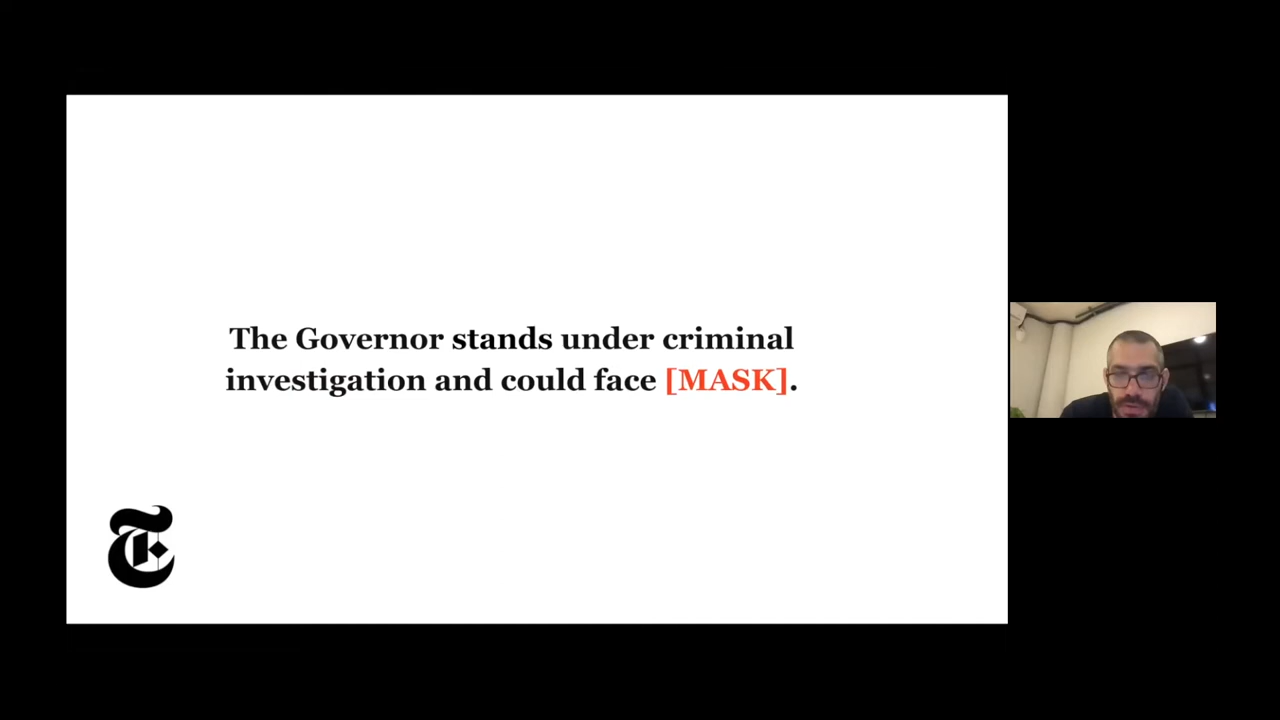 The Governor stands under criminal
investigation and could face [MASK].
T